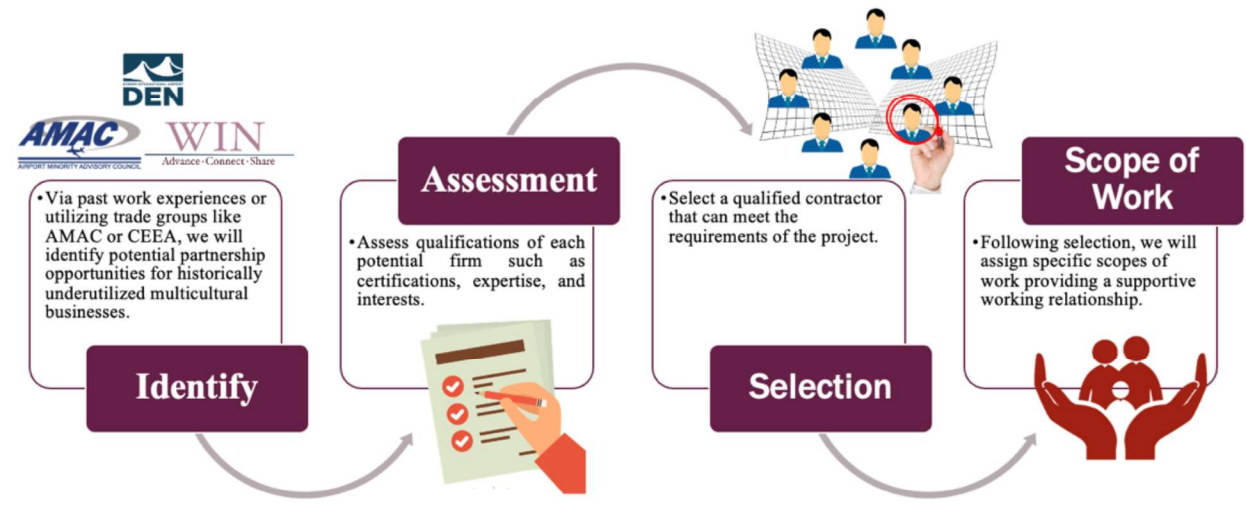 DEN
AMAC
AIRPORT MINORITY ADVISORY COUNCIL
WIN
Advance·Connect·Share
•Via past work experiences or
utilizing trade groups like
AMAC or CEEA, we will
identify potential partnership
opportunities for historically
underutilized multicultural
businesses.
Identify
Assessment
•Assess qualifications of each
potential firm such as
certifications, expertise, and
interests.
•Select a qualified contractor
that can meet the
requirements of the project.
Selection
Scope of
Work
•Following selection, we will
assign specific scopes of
work providing a supportive
working relationship.